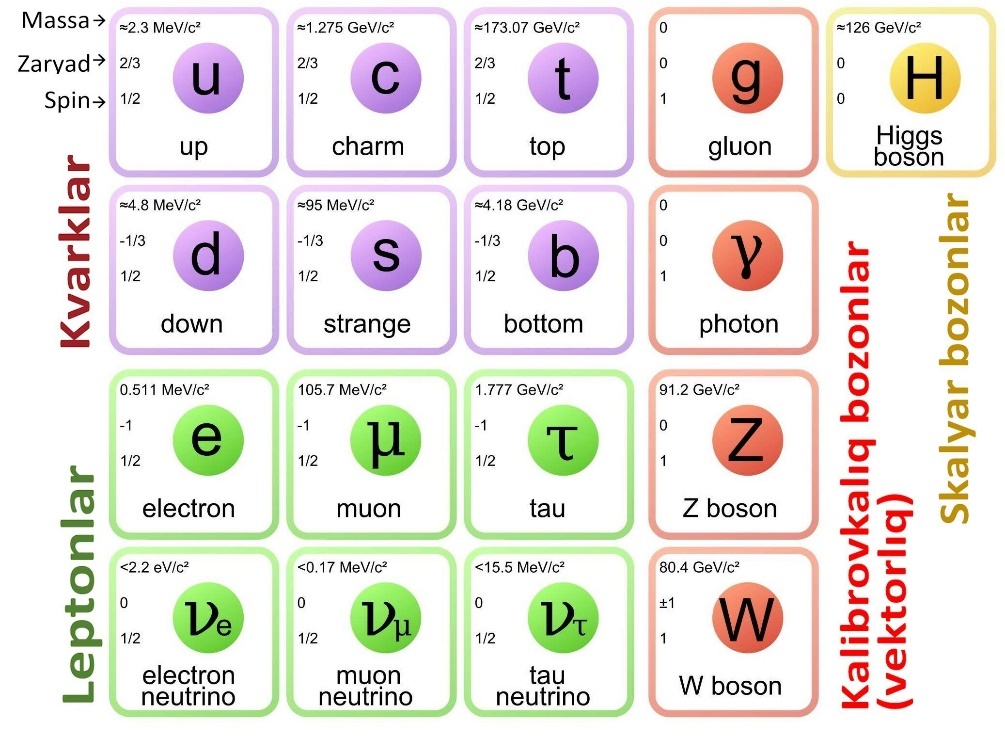 Massa→
Zaryad→
Spin→
≈2.3 MeV/c²
2/3
1/2
u
up
≈1.275 GeV/c²
2/3
1/2
c
charm
≈173.07 GeV/c²
2/3
1/2
t
top
0
0
1
g
gluon
≈126 GeV/c²
0
0
H
Higgs
boson
Kvarklar
≈4.8 MeV/c²
-1/3
1/2
d
down
≈95 MeV/c²
-1/3
1/2
s
strange
≈4.18 GeV/c²
-1/3
1/2
b
bottom
0
0
1
γ
photon
Leptonlar
0.511 MeV/c²
-1
1/2
e
electron
105.7 MeV/c²
-1
1/2
μ
muon
1.777 GeV/c²
-1
1/2
τ
tau
91.2 GeV/c²
0
1
Z
Z boson
<2.2 eV/c²
0
1/2
νe
electron
neutrino
<0.17 MeV/c²
0
1/2
νμ
muon
neutrino
<15.5 MeV/c²
0
1/2
ντ
tau
neutrino
80.4 GeV/c²
±1
1
W
W boson
Kalibrovkalıq bozonlar
(vektorlıq)
Skalyar bozonlar